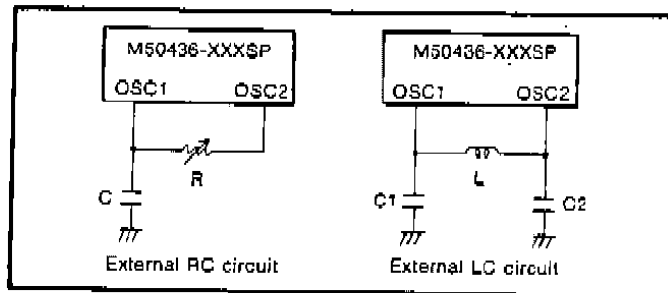 M50436-XXXSP
OSC1 OSC2
R
C
External RC circuit
M50436-XXXSP
OSC1 OSC2
L
C1
C2
External LC circuit